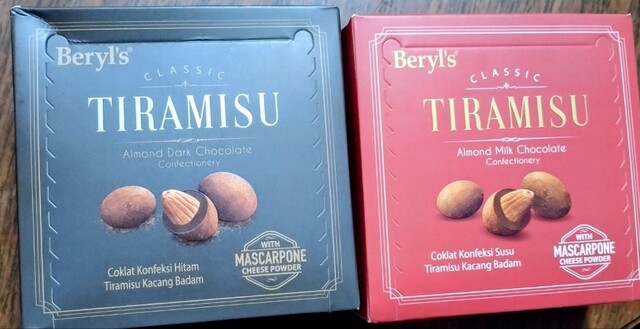 Beryl's®
CLASSIC
TIRAMISU
Almond Dark Chocolate
Confectionery
Coklat Konfeksi Hitam
Tiramisu Kacang Badam
WITH
MASCARPONE
CHEESE POWDER
Beryl's®
CLASSIC
TIRAMISU
Almond Milk Chocolate
Confectionery
Coklat Konfeksi Susu
Tiramisu Kacang Badam
WITH
MASCARPONE
CHEESE POWDER